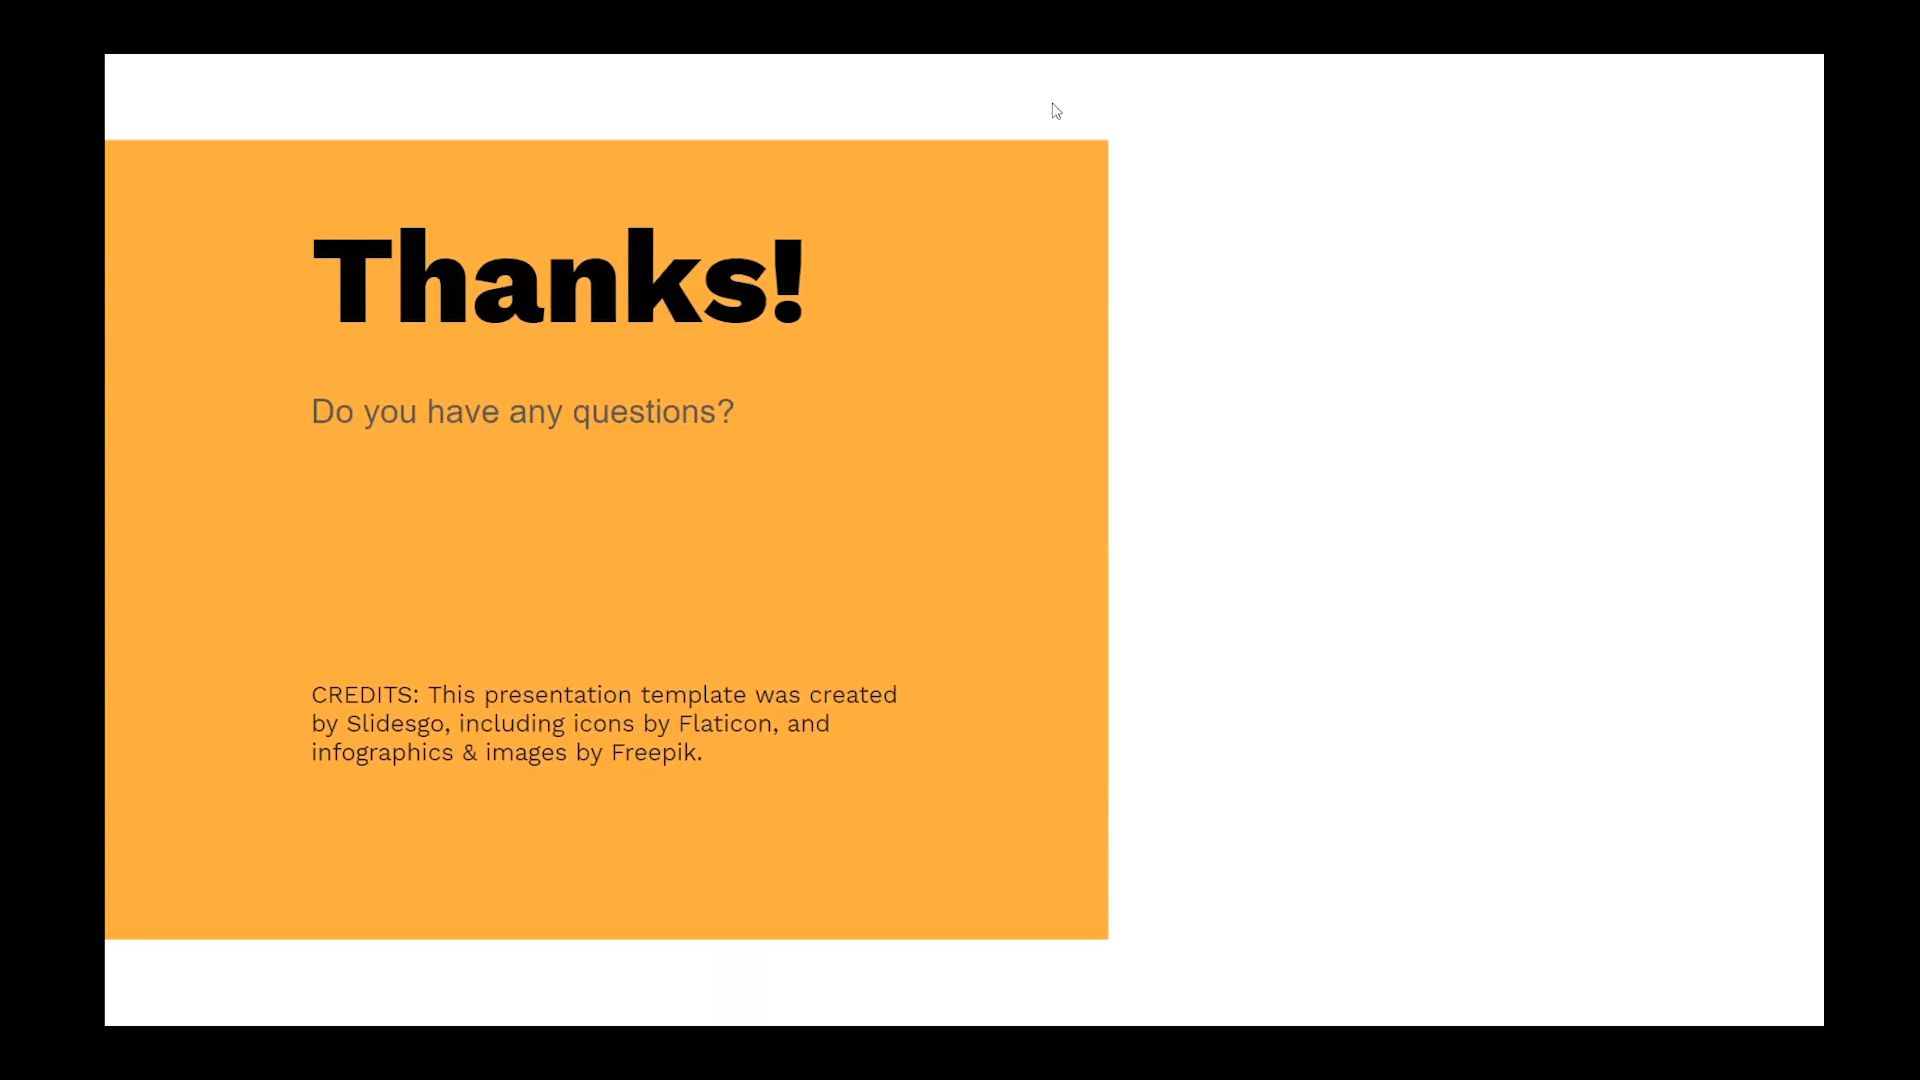 Thanks!
Do you have any questions?
CREDITS: This presentation template was created
by Slidesgo, including icons by Flaticon, and
infographics & images by Freepik.